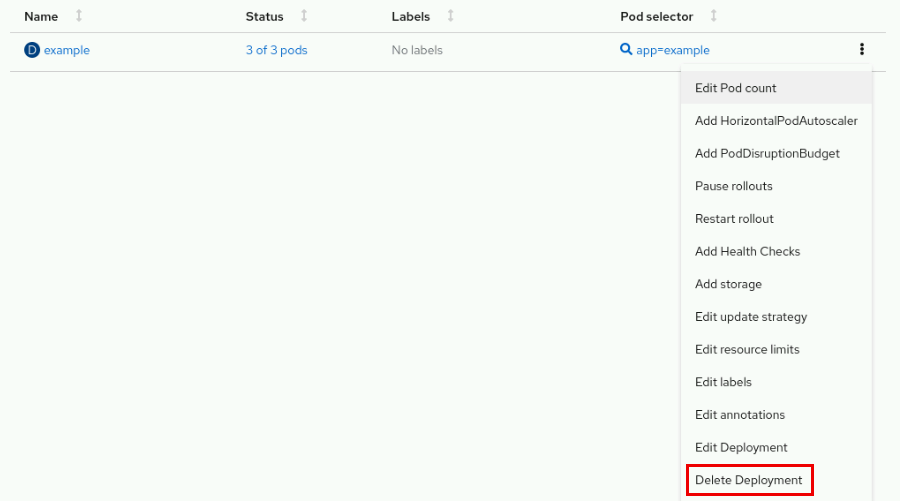 Name Status Labels Pod selector
D example 3 of 3 pods No labels app=example
Edit Pod count
Add HorizontalPodAutoscaler
Add PodDisruptionBudget
Pause rollouts
Restart rollout
Add Health Checks
Add storage
Edit update strategy
Edit resource limits
Edit labels
Edit annotations
Edit Deployment
Delete Deployment